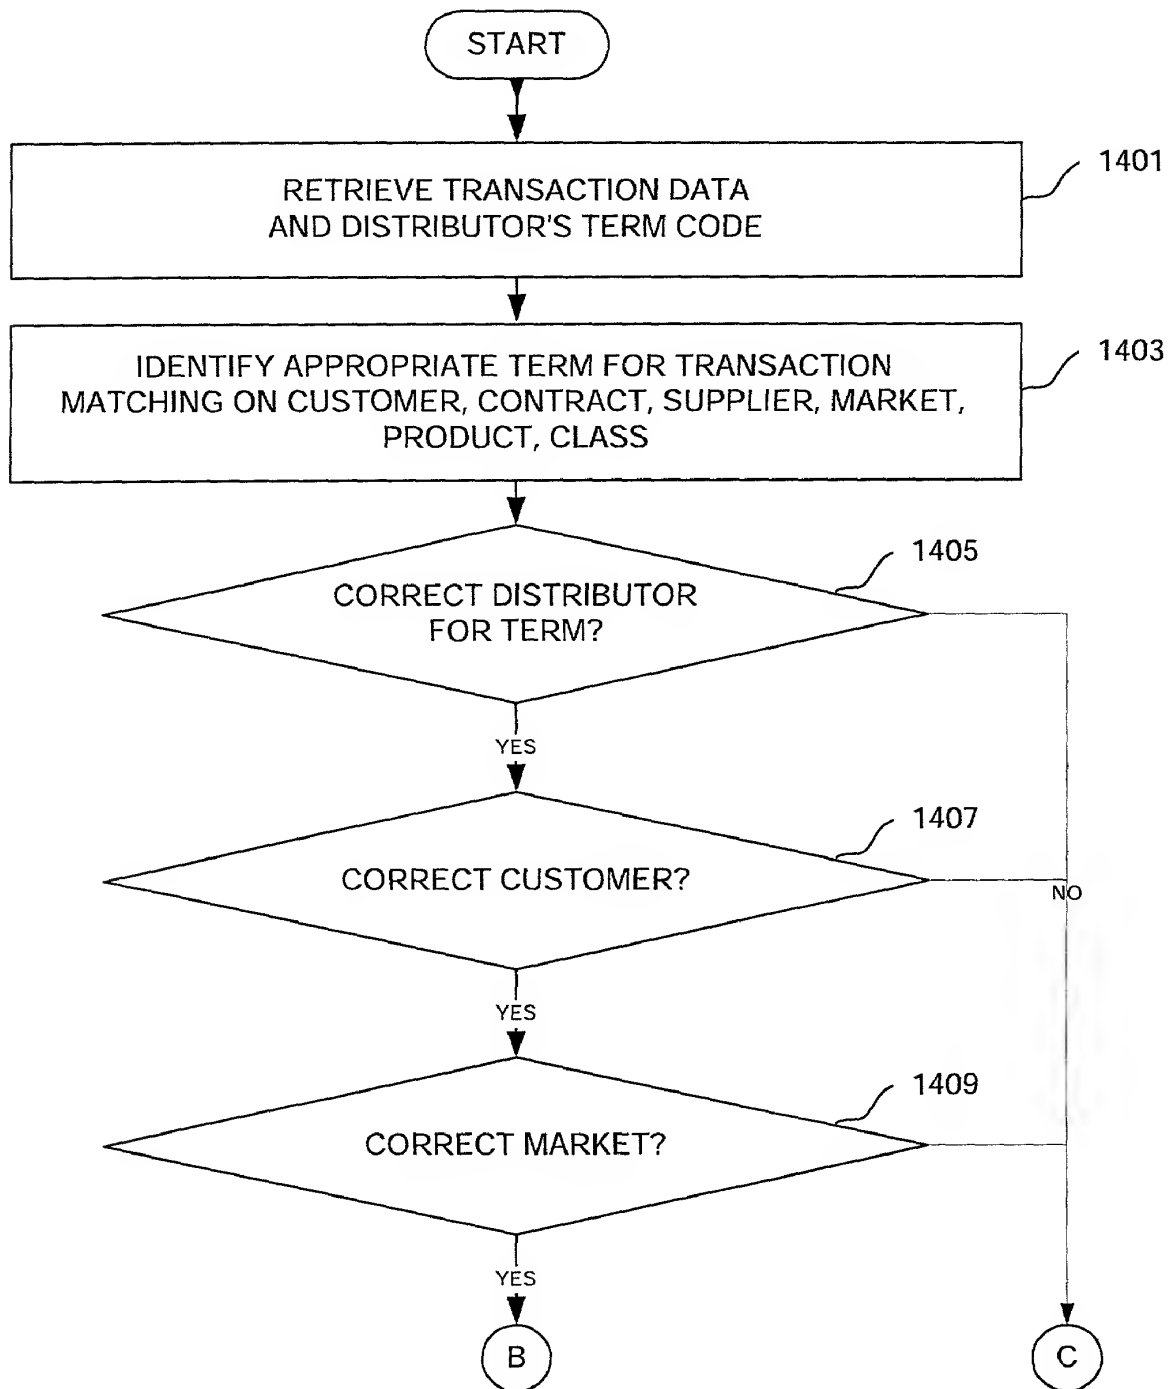 START
RETRIEVE TRANSACTION DATA
AND DISTRIBUTOR'S TERM CODE
1401
IDENTIFY APPROPRIATE TERM FOR TRANSACTION
MATCHING ON CUSTOMER, CONTRACT, SUPPLIER, MARKET,
PRODUCT, CLASS
1403
CORRECT DISTRIBUTOR
FOR TERM?
1405
YES
CORRECT CUSTOMER?
1407
NO
YES
CORRECT MARKET?
1409
YES
B
C